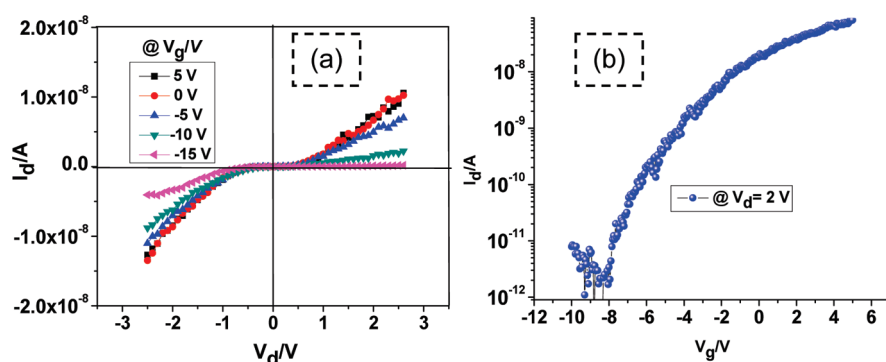 2.0x10⁻⁸
1.0x10⁻⁸
0.0
-1.0x10⁻⁸
-2.0x10⁻⁸
I_d/A
@ V_g/V
5 V
0 V
-5 V
-10 V
-15 V
(a)
-3 -2 -1 0 1 2 3
V_d/V
10⁻⁸
10⁻⁹
10⁻¹⁰
10⁻¹¹
10⁻¹²
I_d/A
(b)
@ V_d= 2 V
-12 -10 -8 -6 -4 -2 0 2 4 6
V_g/V